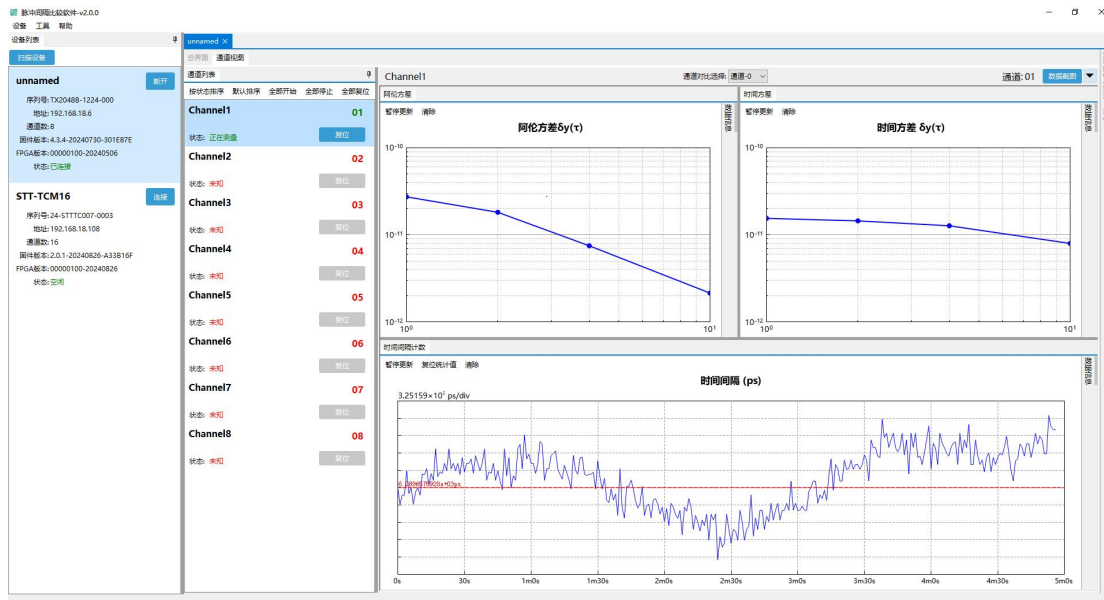 脉冲间隔比较软件-v2.0.0
设备 工具 帮助
设备列表
扫描设备
unnamed
断开
序列号:TX2048B-1224-000
地址:192.168.18.6
通道数:8
固件版本:4.3.4-20240730-301E87E
FPGA版本:00000100-20240506
状态:已连接
STT-TCM16
连接
序列号:24-STTTC007-0003
地址:192.168.18.108
通道数:16
固件版本:2.0.1-20240826-A33B16F
FPGA版本:00000100-20240826
状态:空闲
unnamed ×
总界面 通道视图
通道列表
按状态排序 默认排序 全部开始 全部停止 全部复位
Channel1 01
状态: 正在测量 复位
Channel2 02
状态: 未知 复位
Channel3 03
状态: 未知 复位
Channel4 04
状态: 未知 复位
Channel5 05
状态: 未知 复位
Channel6 06
状态: 未知 复位
Channel7 07
状态: 未知 复位
Channel8 08
状态: 未知 复位
Channel1 通道对比选择: 通道-0 通道: 01 数据截图
阿伦方差
暂停更新 清除
阿伦方差δy(τ)
数据信息
10⁻¹⁰
10⁻¹¹
10⁻¹²
10⁰ 10¹
时间方差
暂停更新 清除
时间方差 δy(τ)
数据信息
10⁻¹⁰
10⁻¹¹
10⁻¹²
10⁰ 10¹
时间间隔计数
暂停更新 复位统计值 清除
时间间隔 (ps)
数据信息
0s 30s 1m0s 1m30s 2m0s 2m30s 3m0s 3m30s 4m0s 4m30s 5m0s